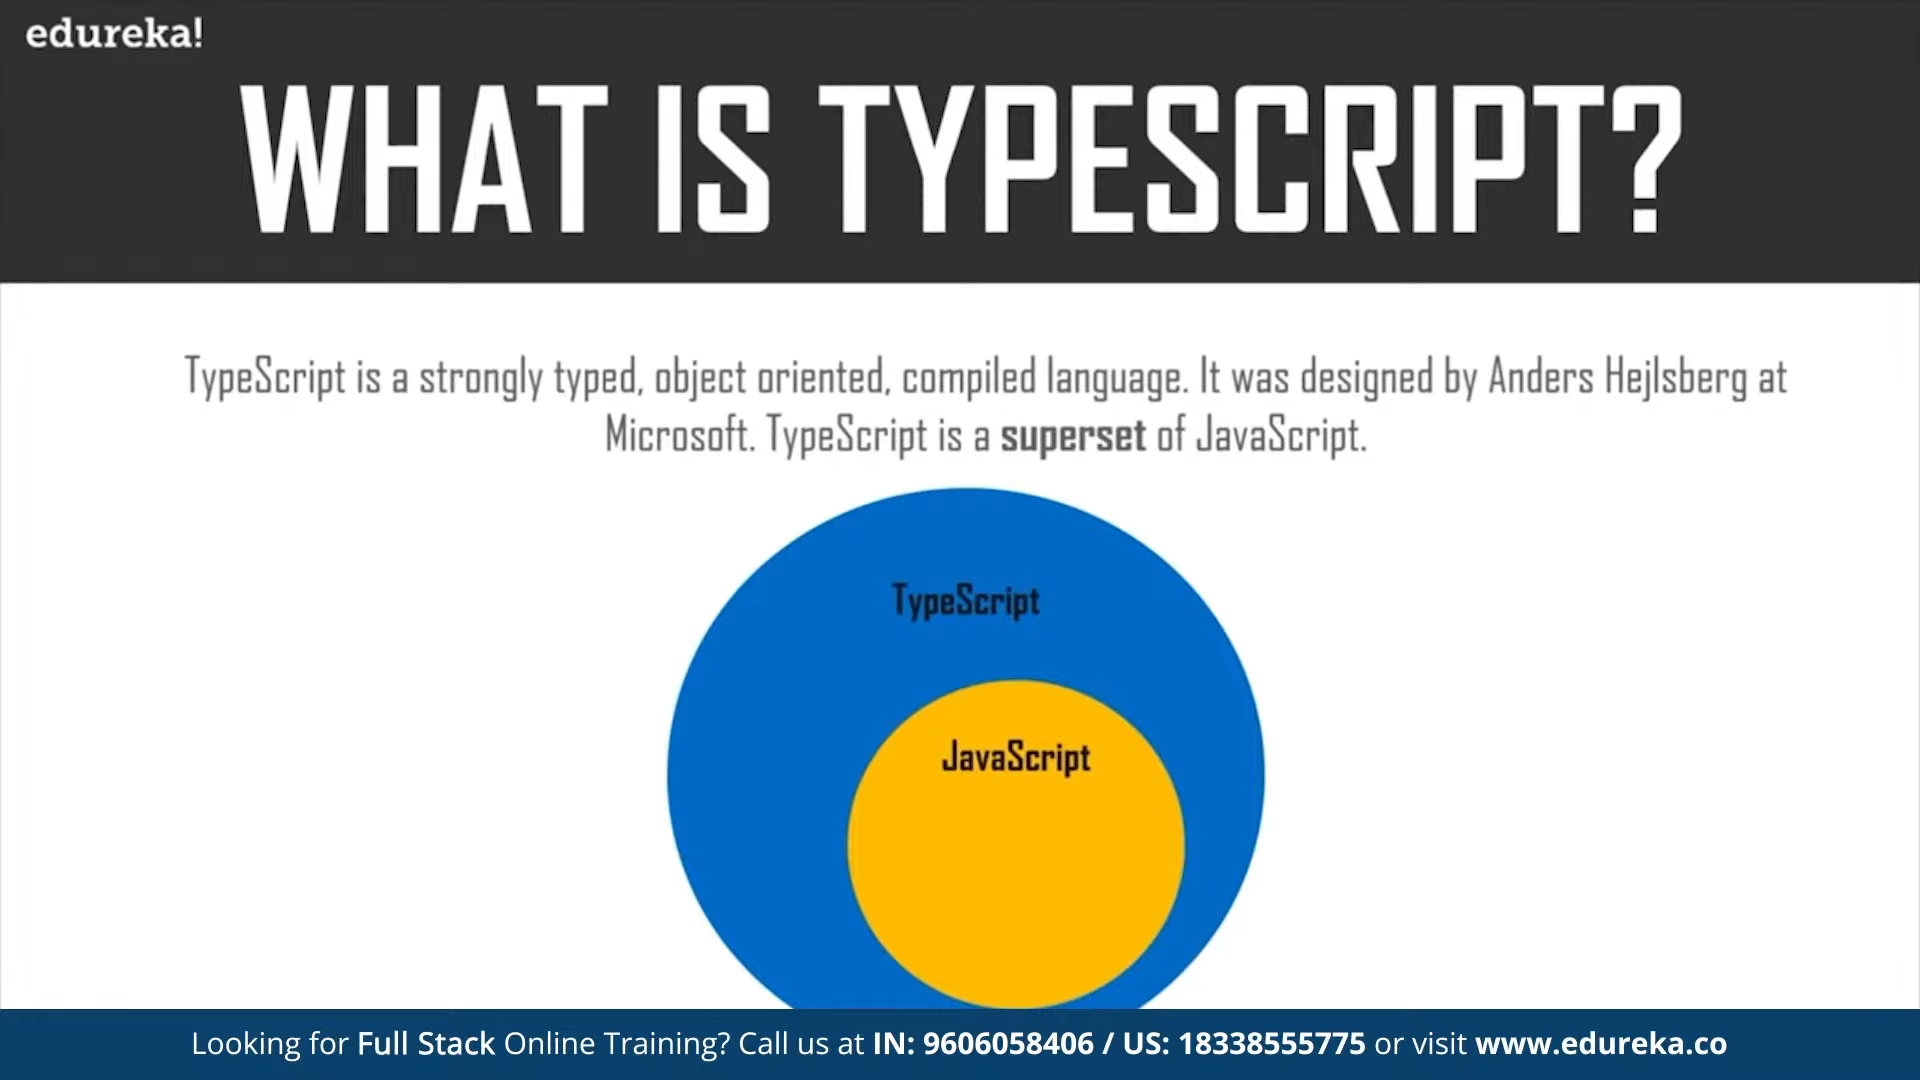 edureka!
WHAT IS TYPESCRIPT?
TypeScript is a strongly typed, object oriented, compiled language. It was designed by Anders Hejlsberg at
Microsoft. TypeScript is a superset of JavaScript.
TypeScript
JavaScript
Looking for Full Stack Online Training? Call us at IN: 9606058406 / US: 18338555775 or visit www.edureka.co